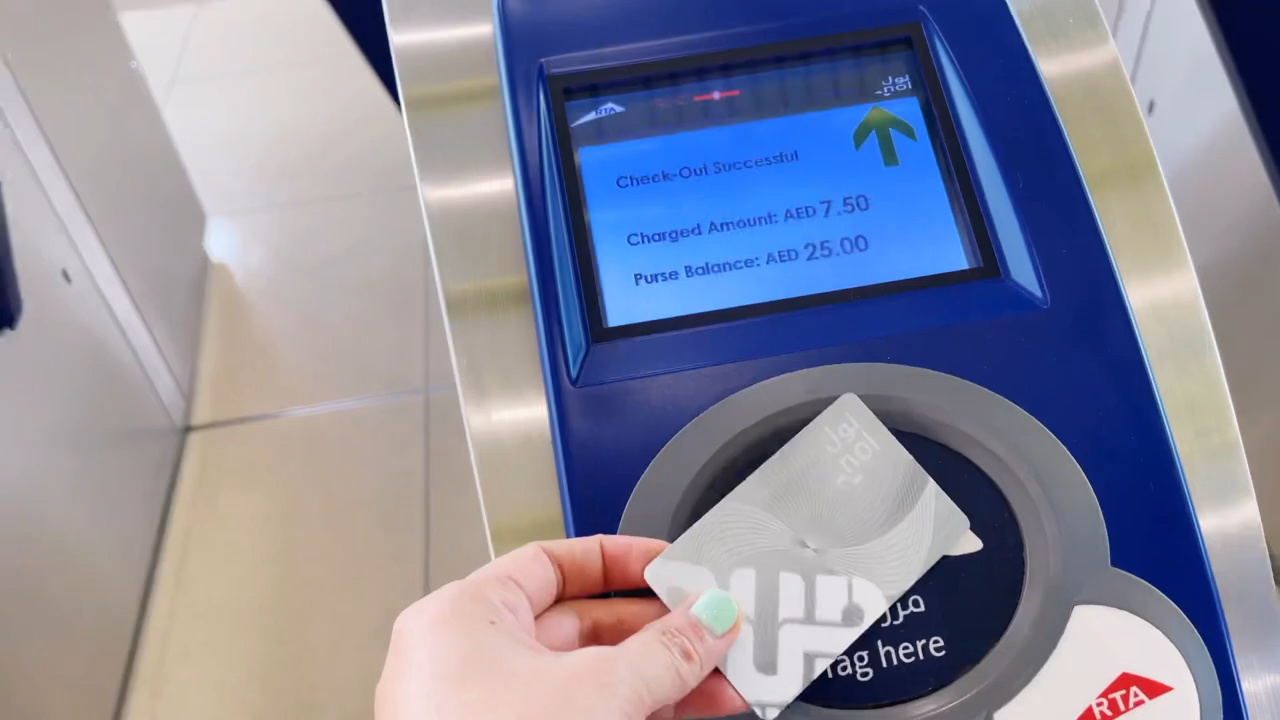 RTA
نول
nol
Check-Out Successful
Charged Amount: AED 7.50
Purse Balance: AED 25.00
نول
nol
Tag here
RTA